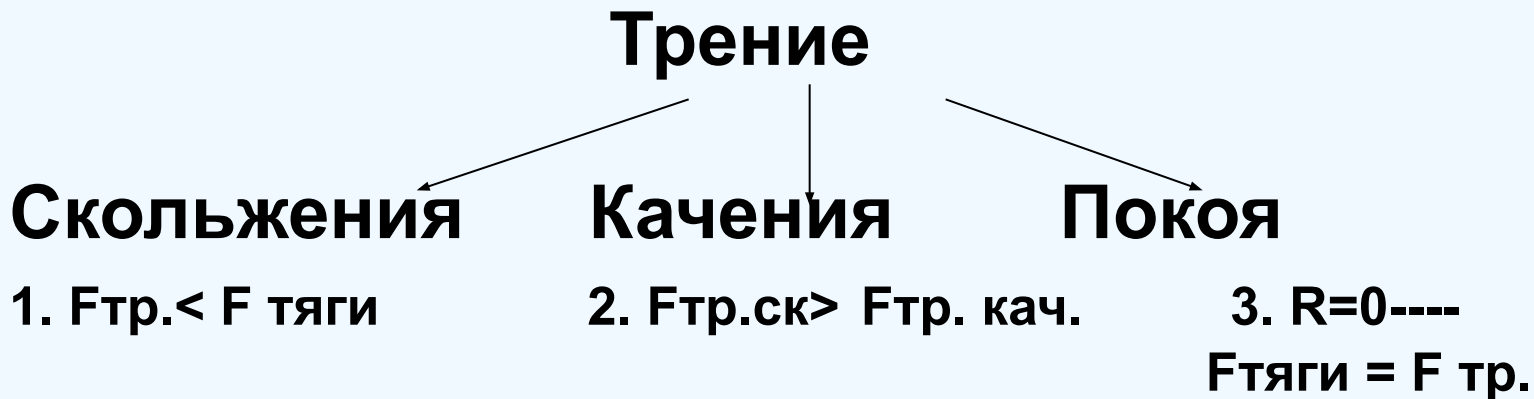 Трение
Скольжения Качения Покоя
1. Fтр.< F тяги 2. Fтр.ск> Fтр. кач. 3. R=0----
Fтяги = F тр.